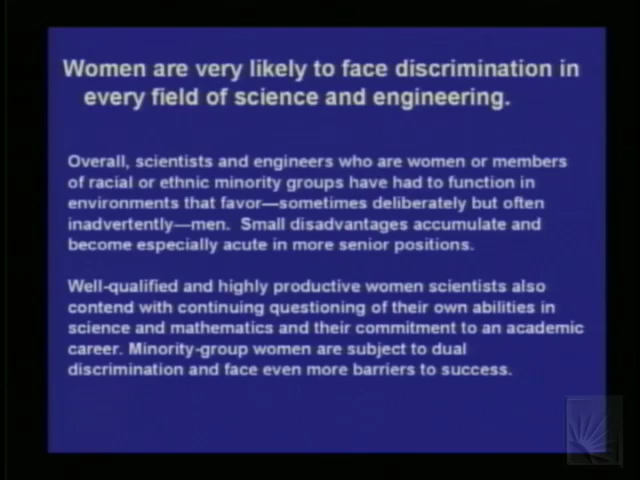 Women are very likely to face discrimination in
every field of science and engineering.
Overall, scientists and engineers who are women or members
of racial or ethnic minority groups have had to function in
environments that favor—sometimes deliberately but often
inadvertently—men. Small disadvantages accumulate and
become especially acute in more senior positions.
Well-qualified and highly productive women scientists also
contend with continuing questioning of their own abilities in
science and mathematics and their commitment to an academic
career. Minority-group women are subject to dual
discrimination and face even more barriers to success.